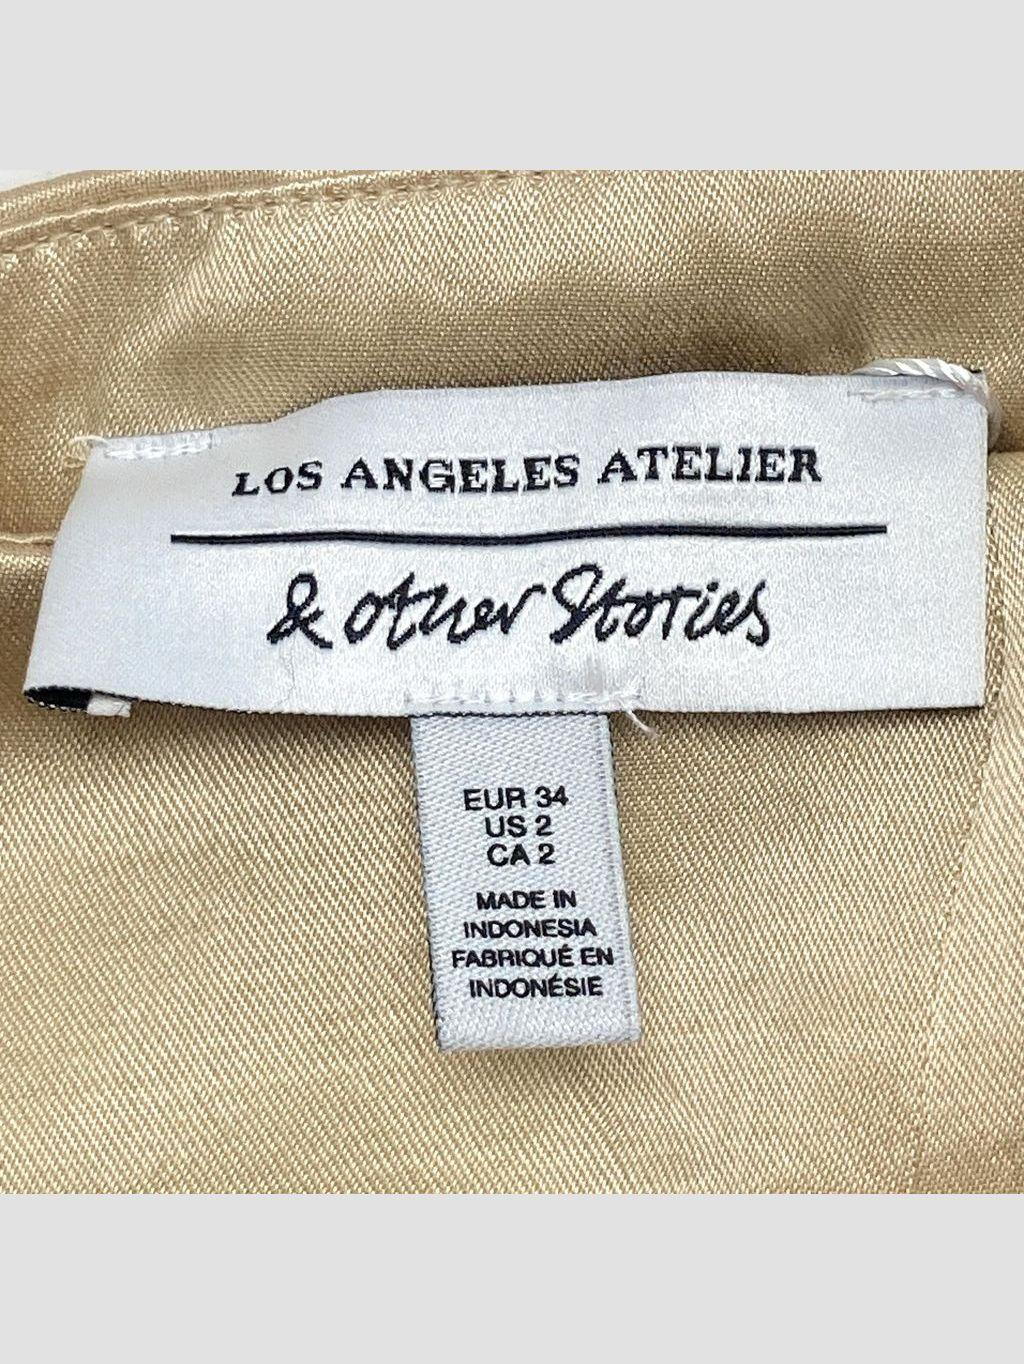 LOS ANGELES ATELIER
& Other Stories
EUR 34
US 2
CA 2
MADE IN
INDONESIA
FABRIQUÉ EN
INDONÉSIE